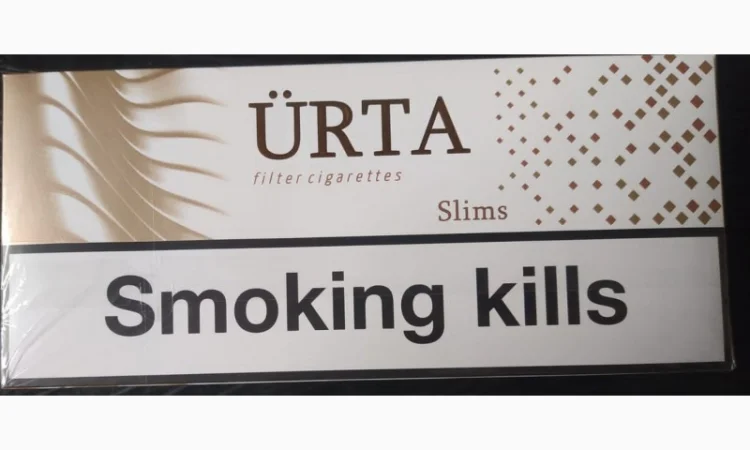 ÜRTA
filter cigarettes
Slims
Smoking kills